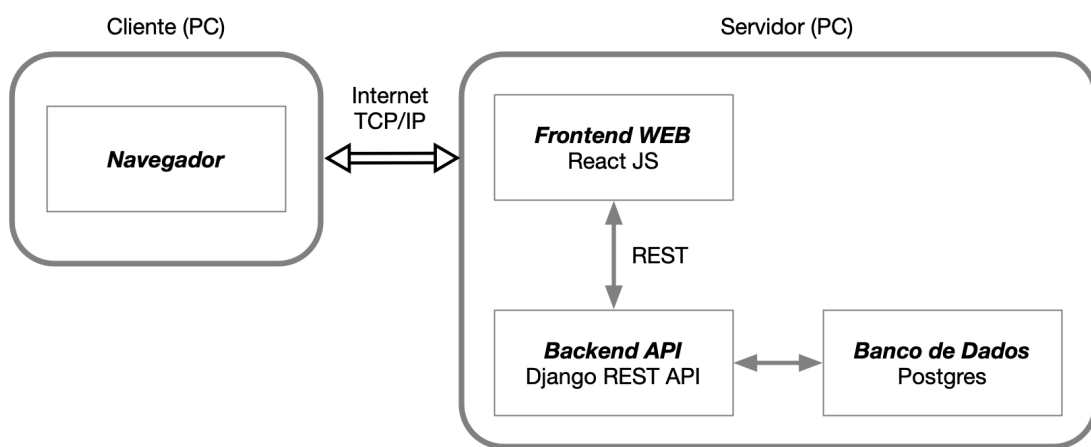 Cliente (PC)
Servidor (PC)
Navegador
Internet
TCP/IP
Frontend WEB
React JS
REST
Backend API
Django REST API
Banco de Dados
Postgres